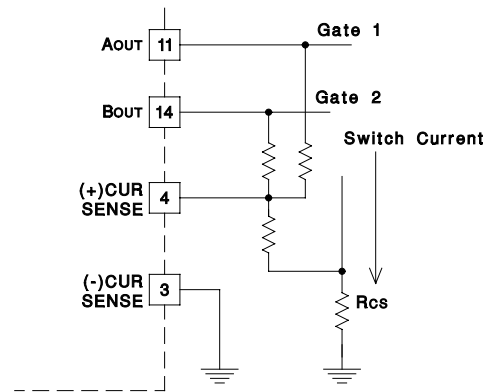 AOUT 11 Gate 1
BOUT 14 Gate 2
Switch Current
(+)CUR
SENSE 4
(-)CUR
SENSE 3
Rcs